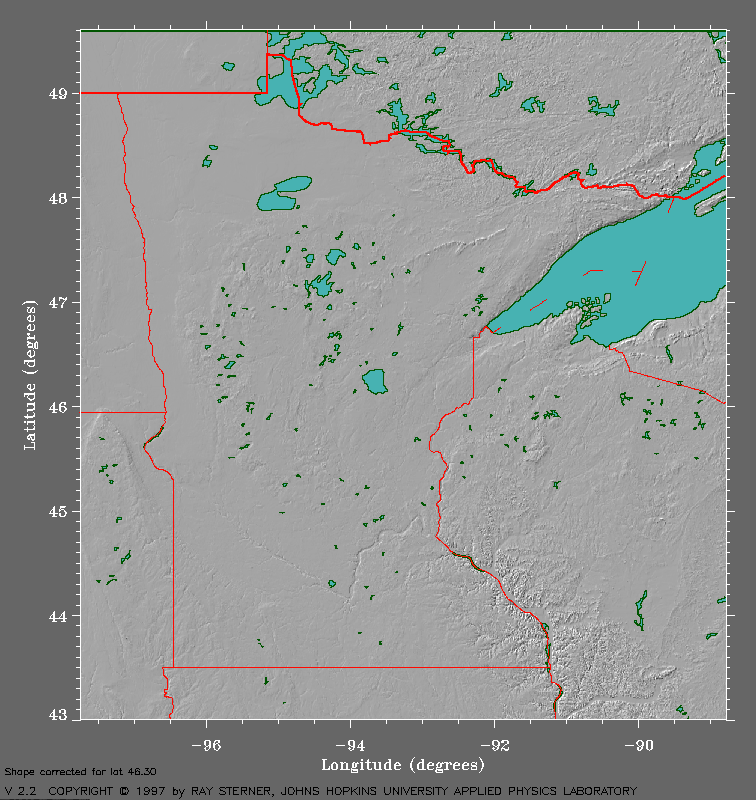 49
48
47
46
45
44
43
Latitude (degrees)
-96
-94
-92
-90
Longitude (degrees)
Shape corrected for lat 46.30
V 2.2 COPYRIGHT © 1997 by RAY STERNER, JOHNS HOPKINS UNIVERSITY APPLIED PHYSICS LABORATORY